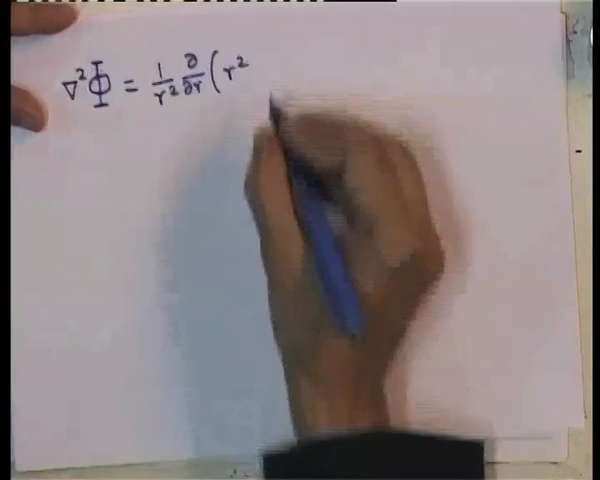 ∇²Φ = 1/r² ∂/∂r (r²